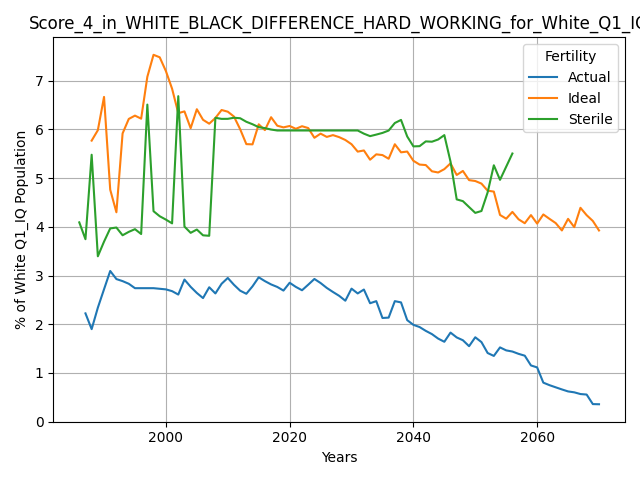 Score_4_in_WHITE_BLACK_DIFFERENCE_HARD_WORKING_for_White_Q1_IQ
Fertility
Actual
Ideal
Sterile
% of White Q1_IQ Population
7
6
5
4
3
2
1
0
2000 2020 2040 2060
Years